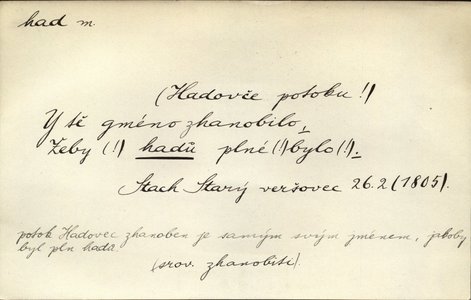 had m.
(Hadovče potoku!)
Y tě gméno zhanobilo,
Žeby (!) hadů plné (!) bylo (!).
Stach Starý veršovec 26.2 (1805).
potok Hadovec zhanoben je samým svým jménem, jakoby
byl pln hadů.
(srov. zhanobiti).